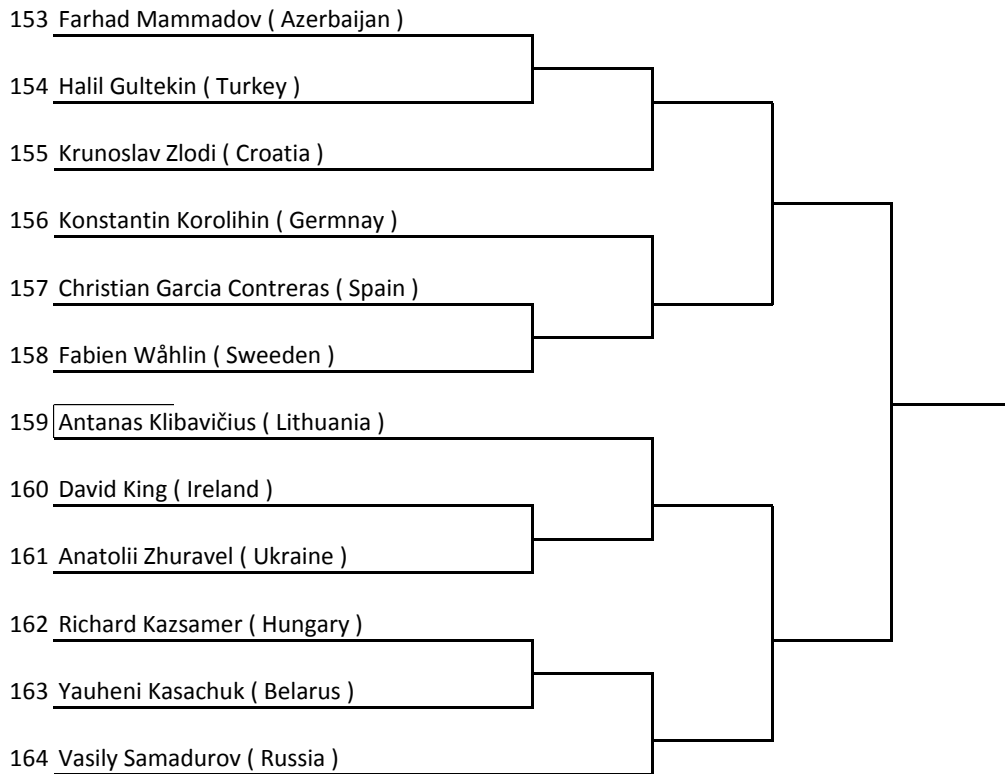 153 Farhad Mammadov ( Azerbaijan )
154 Halil Gultekin ( Turkey )
155 Krunoslav Zlodi ( Croatia )
156 Konstantin Korolihin ( Germnay )
157 Christian Garcia Contreras ( Spain )
158 Fabien Wåhlin ( Sweeden )
159 Antanas Klibavičius ( Lithuania )
160 David King ( Ireland )
161 Anatolii Zhuravel ( Ukraine )
162 Richard Kazsamer ( Hungary )
163 Yauheni Kasachuk ( Belarus )
164 Vasily Samadurov ( Russia )